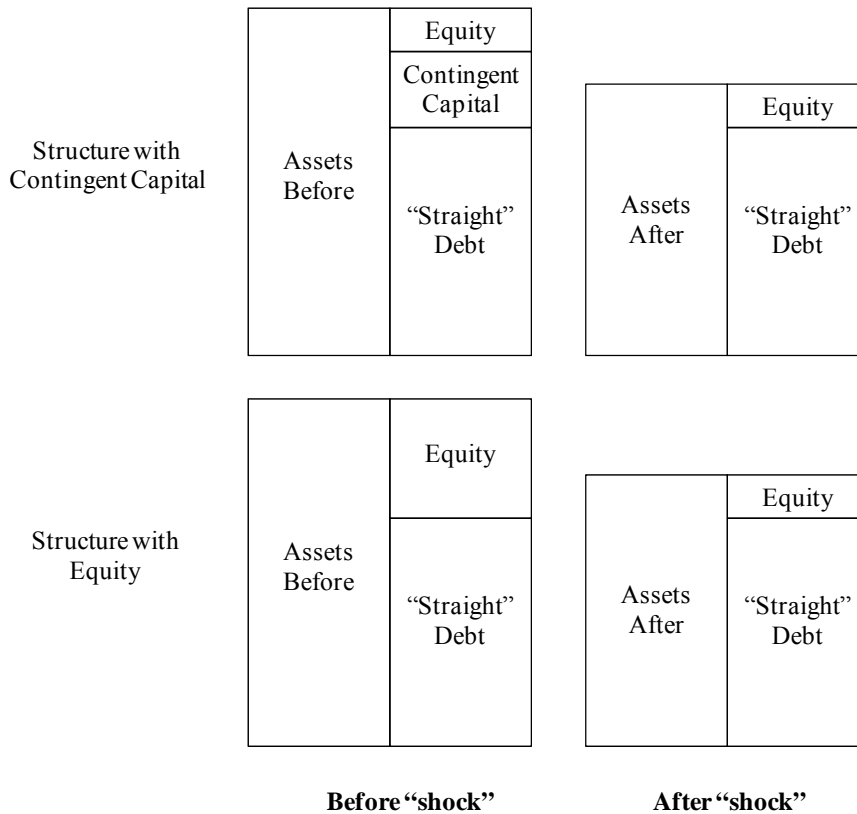 Equity
Contingent
Capital
Equity
Structure with
Contingent Capital
Assets
Before
“Straight”
Debt
Assets
After
“Straight”
Debt
Equity
Equity
Structure with
Equity
Assets
Before
“Straight”
Debt
Assets
After
“Straight”
Debt
Before “shock”
After “shock”